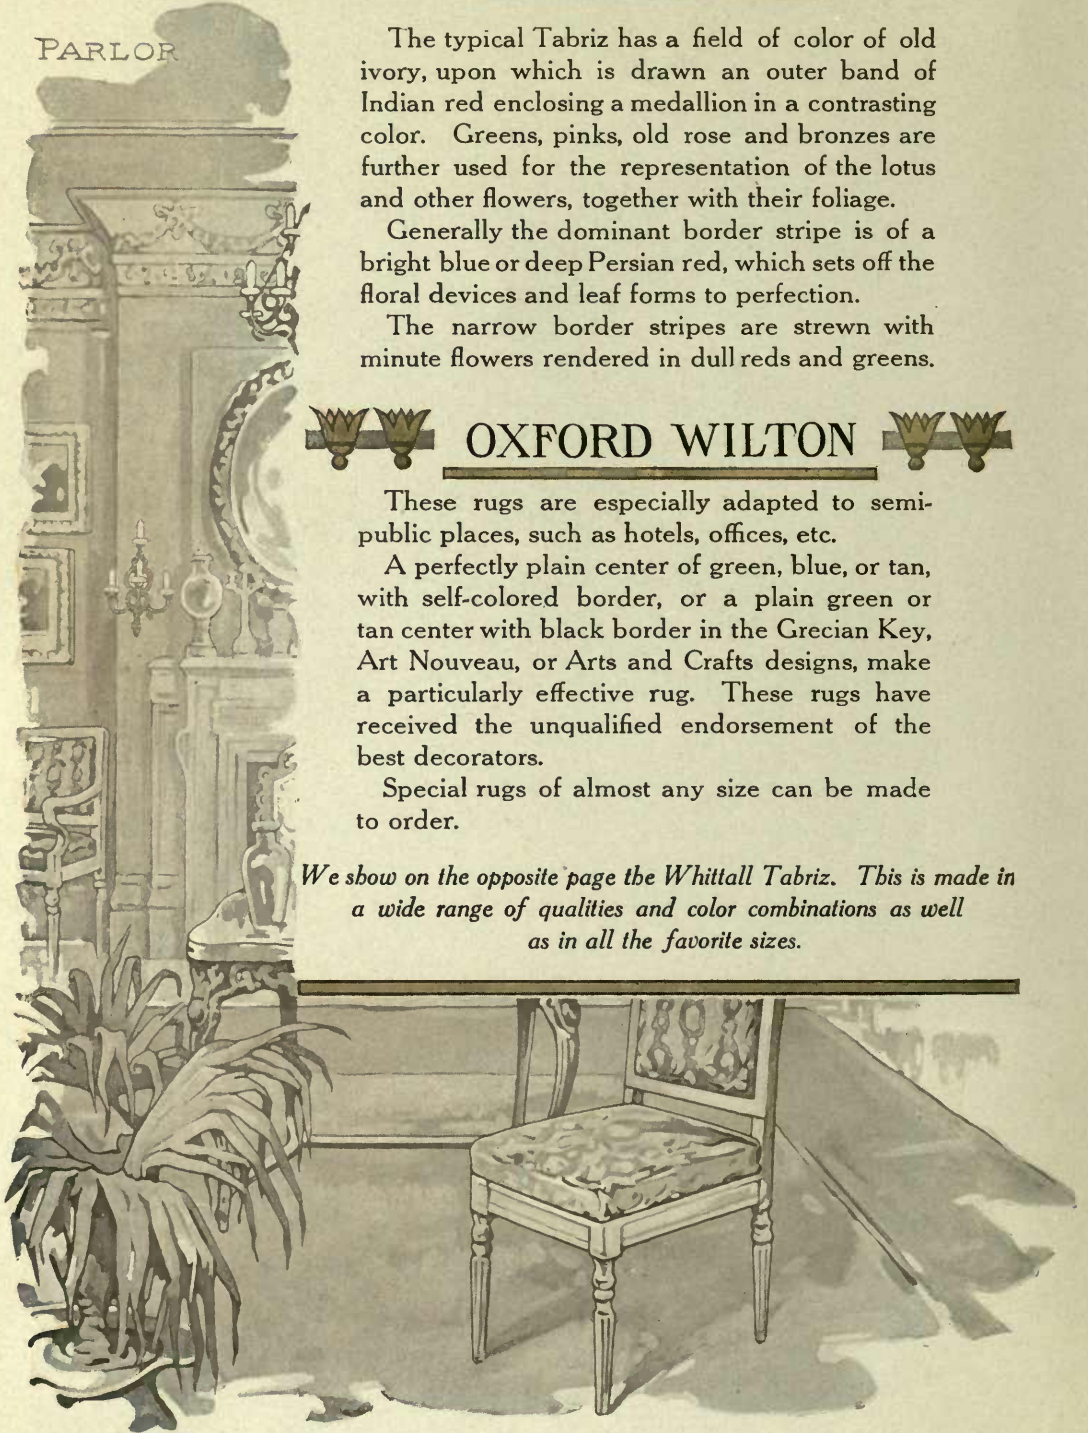 PARLOR
The typical Tabriz has a field of color of old
ivory, upon which is drawn an outer band of
Indian red enclosing a medallion in a contrasting
color. Greens, pinks, old rose and bronzes are
further used for the representation of the lotus
and other flowers, together with their foliage.
Generally the dominant border stripe is of a
bright blue or deep Persian red, which sets off the
floral devices and leaf forms to perfection.
The narrow border stripes are strewn with
minute flowers rendered in dull reds and greens.
OXFORD WILTON
These rugs are especially adapted to semi-
public places, such as hotels, offices, etc.
A perfectly plain center of green, blue, or tan,
with self-colored border, or a plain green or
tan center with black border in the Grecian Key,
Art Nouveau, or Arts and Crafts designs, make
a particularly effective rug. These rugs have
received the unqualified endorsement of the
best decorators.
Special rugs of almost any size can be made
to order.
We show on the opposite page the Whittall Tabriz. This is made in
a wide range of qualities and color combinations as well
as in all the favorite sizes.